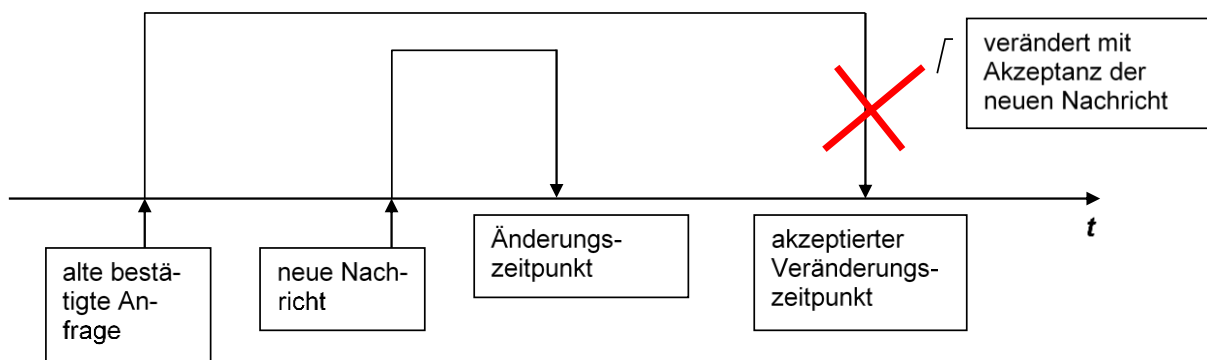 verändert mit
Akzeptanz der
neuen Nachricht
t
alte bestä-
tigte An-
frage
neue Nach-
richt
Änderungs-
zeitpunkt
akzeptierter
Veränderungs-
zeitpunkt